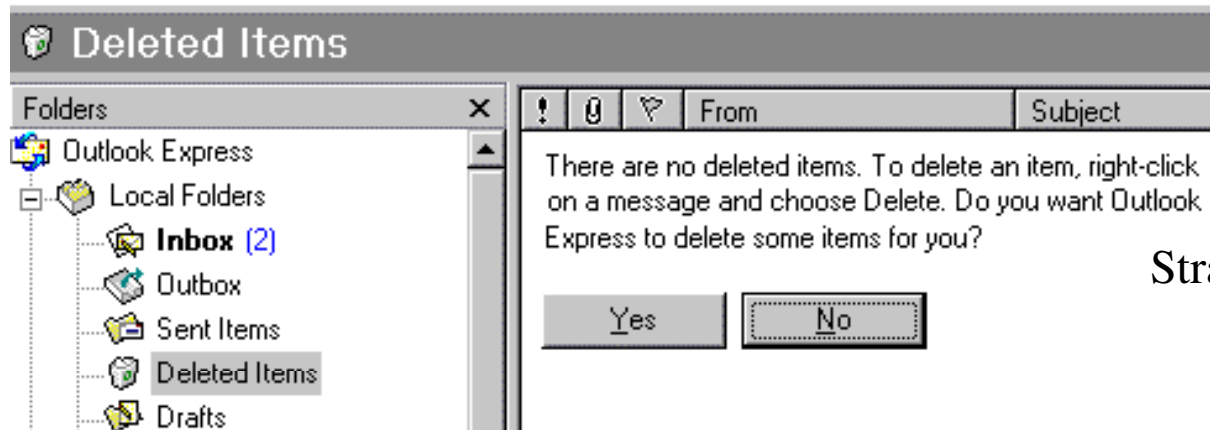 Deleted Items
Folders
From
Subject
Outlook Express
Local Folders
Inbox (2)
Outbox
Sent Items
Deleted Items
Drafts
There are no deleted items. To delete an item, right-click
on a message and choose Delete. Do you want Outlook
Express to delete some items for you?
Yes
No